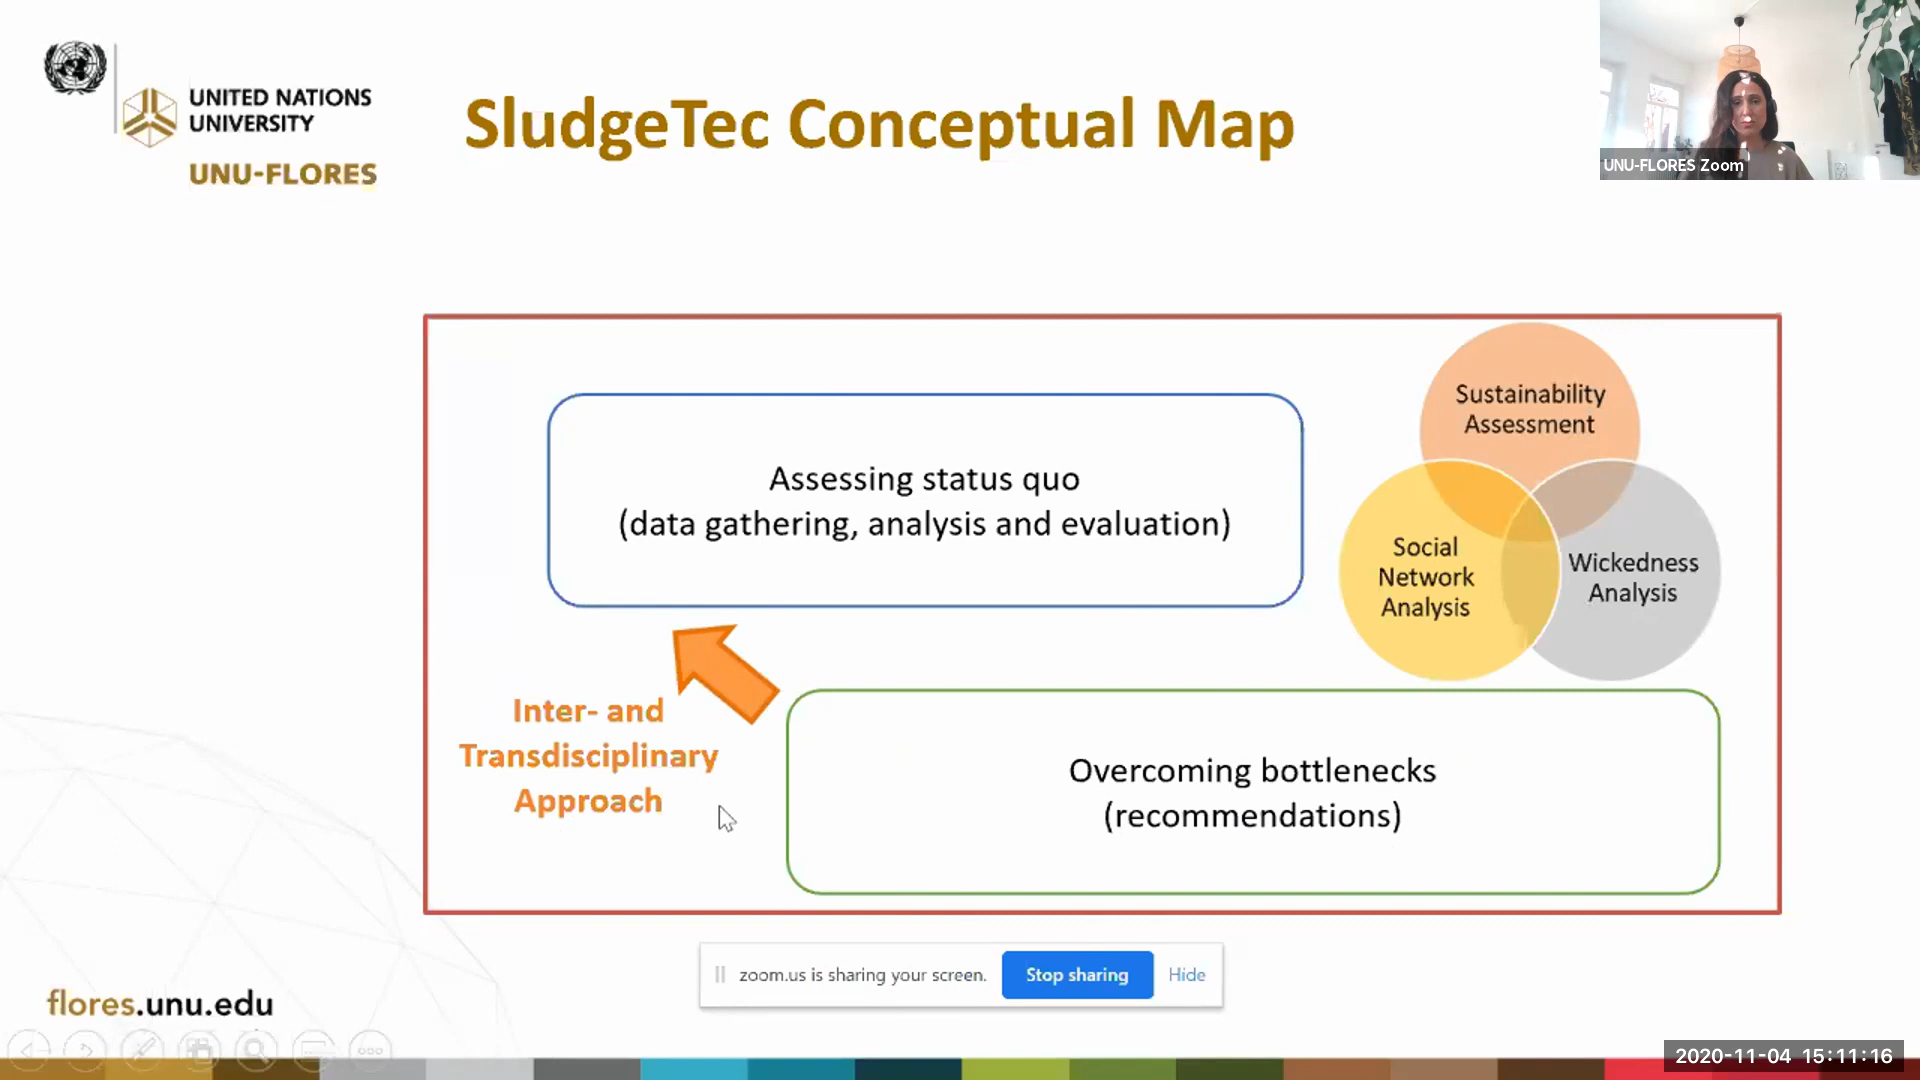 UNITED NATIONS
UNIVERSITY
UNU-FLORES
SludgeTec Conceptual Map
UNU-FLORES Zoom
Assessing status quo
(data gathering, analysis and evaluation)
Sustainability
Assessment
Social
Network
Analysis
Wickedness
Analysis
Inter- and
Transdisciplinary
Approach
Overcoming bottlenecks
(recommendations)
zoom.us is sharing your screen.
Stop sharing
Hide
flores.unu.edu
2020-11-04 15:11:16